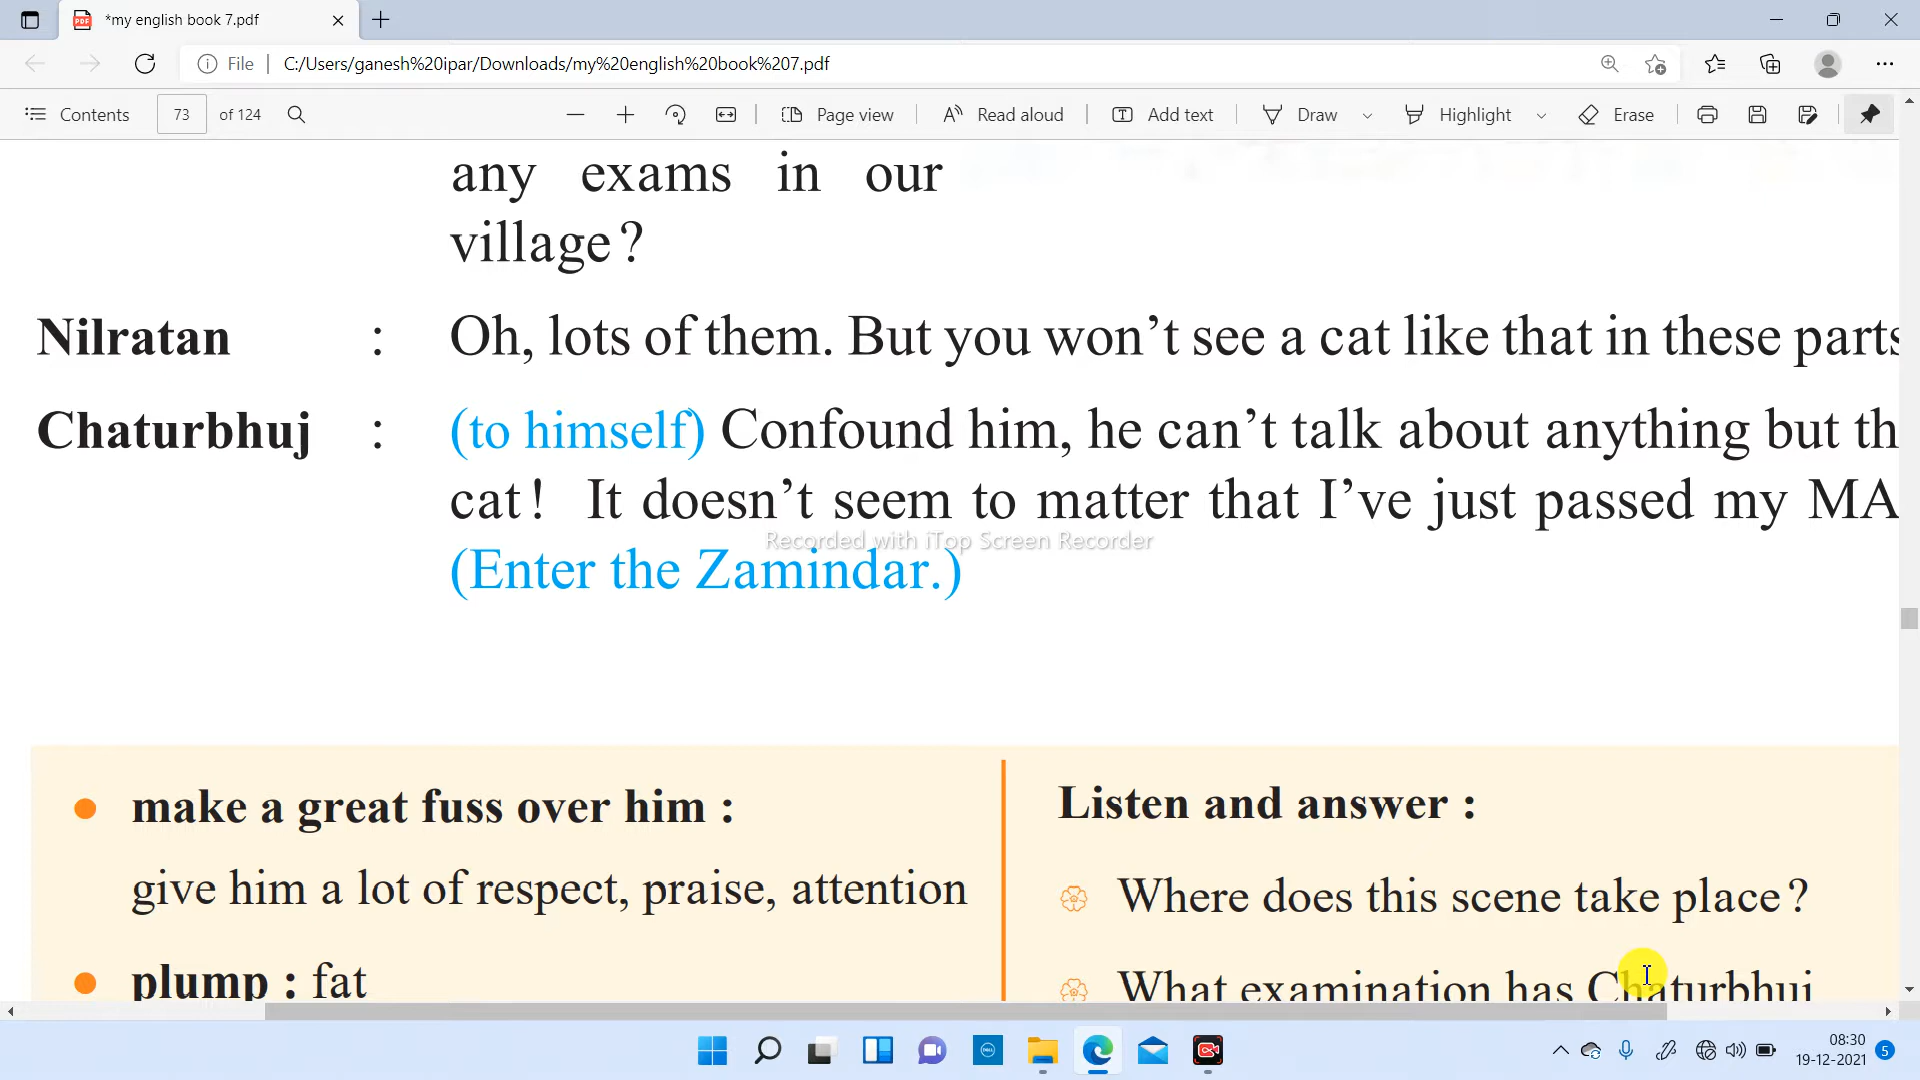 *my english book 7.pdf
File
C:/Users/ganesh%20ipar/Downloads/my%20english%20book%207.pdf
Contents
73
of 124
Page view
Read aloud
Add text
Draw
Highlight
Erase
any exams in our
village?
Nilratan : Oh, lots of them. But you won't see a cat like that in these parts
Chaturbhuj : (to himself) Confound him, he can't talk about anything but th
cat! It doesn't seem to matter that I've just passed my MA
Recorded with iTop Screen Recorder
(Enter the Zamindar.)
make a great fuss over him :
give him a lot of respect, praise, attention
plump : fat
Listen and answer :
Where does this scene take place?
What examination has Chaturbhuj
08:30
19-12-2021
5